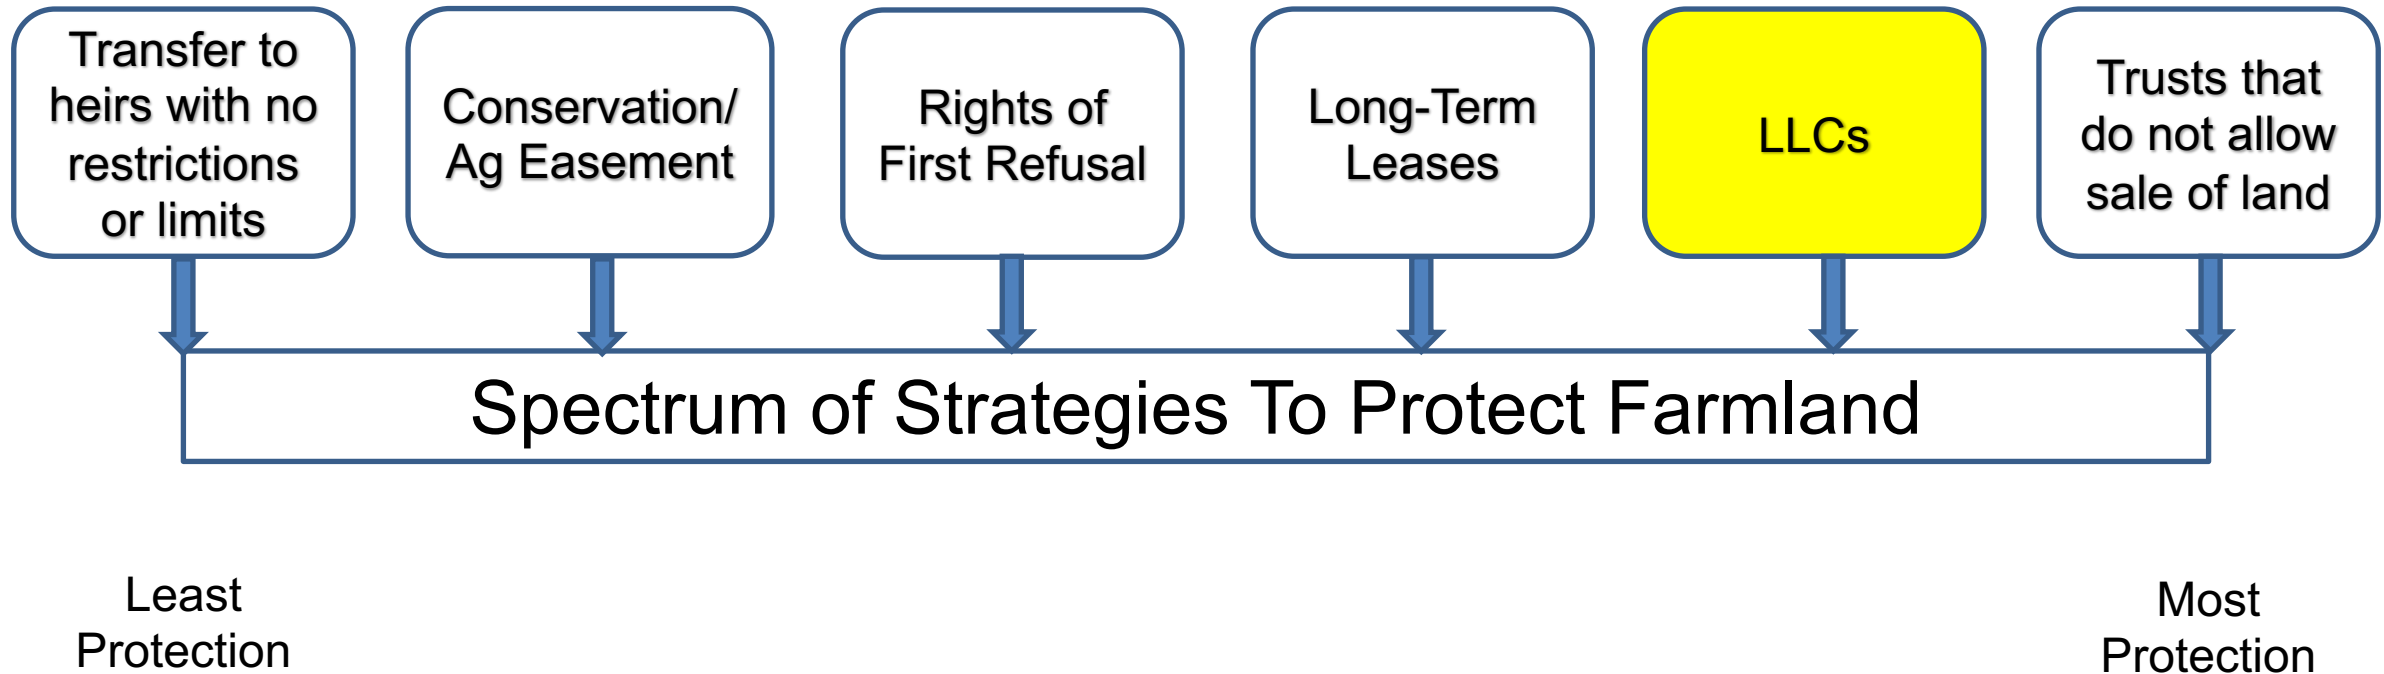 Transfer to
heirs with no
restrictions
or limits
Conservation/
Ag Easement
Rights of
First Refusal
Long-Term
Leases
LLCs
Trusts that
do not allow
sale of land
Spectrum of Strategies To Protect Farmland
Least
Protection
Most
Protection